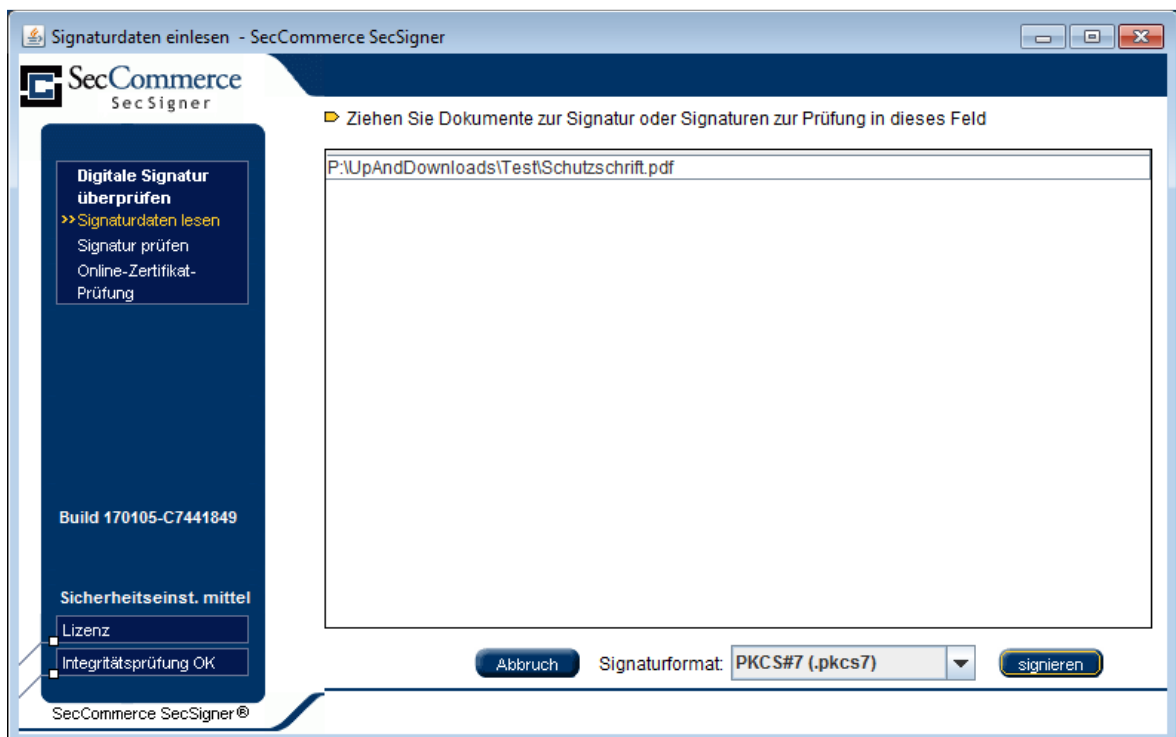 Signaturdaten einlesen - SecCommerce SecSigner
SecCommerce
SecSigner
Ziehen Sie Dokumente zur Signatur oder Signaturen zur Prüfung in dieses Feld
P:\UpAndDownloads\Test\Schutzschrift.pdf
Digitale Signatur
überprüfen
>>Signaturdaten lesen
Signatur prüfen
Online-Zertifikat-
Prüfung
Build 170105-C7441849
Sicherheitseinst. mittel
Lizenz
Integritätsprüfung OK
SecCommerce SecSigner®
Abbruch
Signaturformat:
PKCS#7 (.pkcs7)
signieren